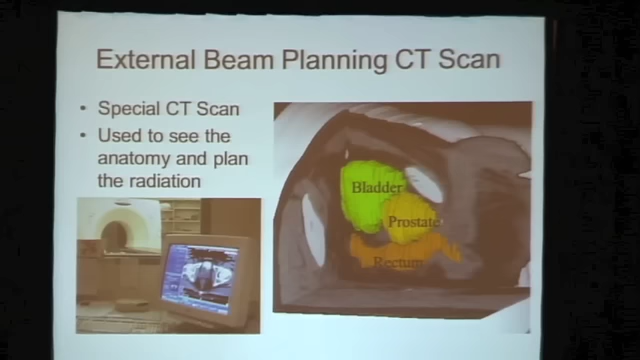 External Beam Planning CT Scan
• Special CT Scan
• Used to see the
anatomy and plan
the radiation
Bladder
Prostate
Rectum